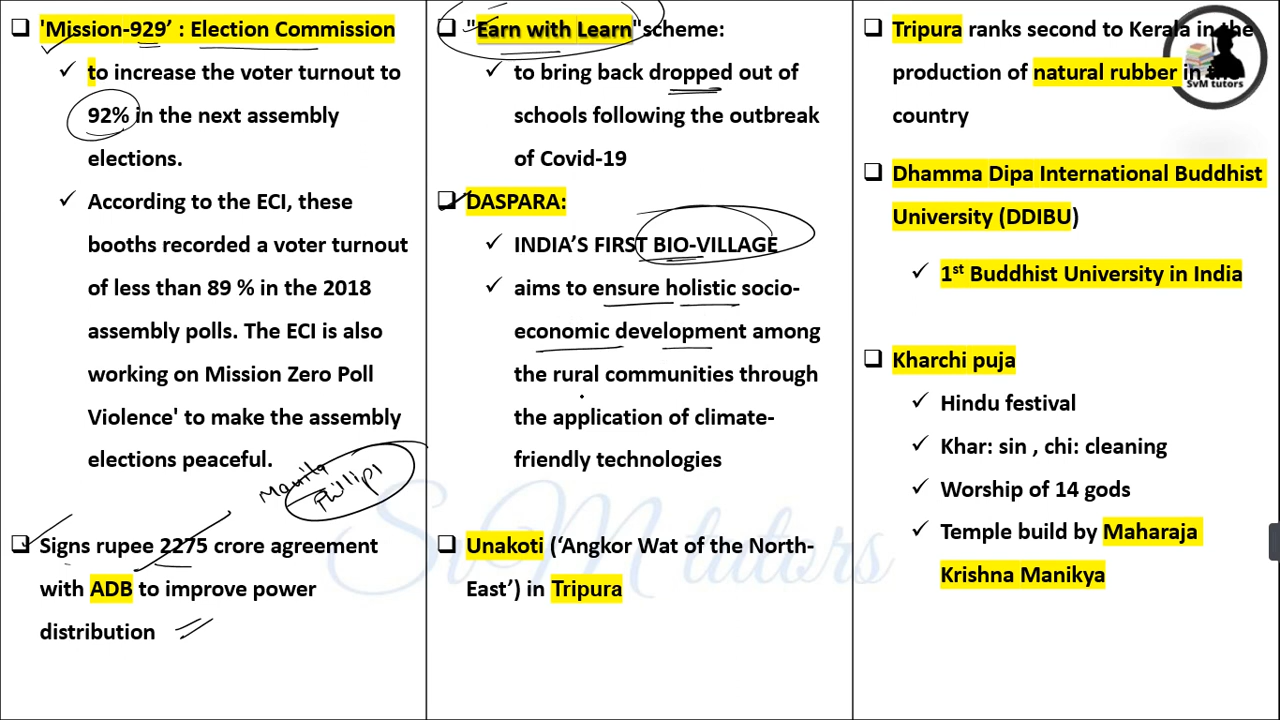 'Mission-929' : Election Commission
to increase the voter turnout to
92% in the next assembly
elections.
According to the ECI, these
booths recorded a voter turnout
of less than 89 % in the 2018
assembly polls. The ECI is also
working on Mission Zero Poll
Violence' to make the assembly
elections peaceful.
Manila
Phillipi
Signs rupee 2275 crore agreement
with ADB to improve power
distribution
"Earn with Learn"scheme:
to bring back dropped out of
schools following the outbreak
of Covid-19
DASPARA:
INDIA'S FIRST BIO-VILLAGE
aims to ensure holistic socio-
economic development among
the rural communities through
the application of climate-
friendly technologies
Unakoti ('Angkor Wat of the North-
East') in Tripura
Tripura ranks second to Kerala in the
production of natural rubber in the
country
Dhamma Dipa International Buddhist
University (DDIBU)
1st Buddhist University in India
Kharchi puja
Hindu festival
Khar: sin , chi: cleaning
Worship of 14 gods
Temple build by Maharaja
Krishna Manikya
SvM tutors
SvM tutors